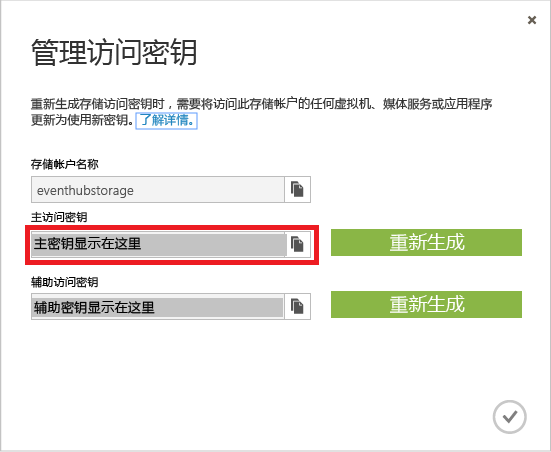 管理访问密钥
重新生成存储访问密钥时，需要将访问此存储帐户的任何虚拟机、媒体服务或应用程序
更新为使用新密钥。了解详情。
存储帐户名称
eventhubstorage
主访问密钥
主密钥显示在这里
重新生成
辅助访问密钥
辅助密钥显示在这里
重新生成